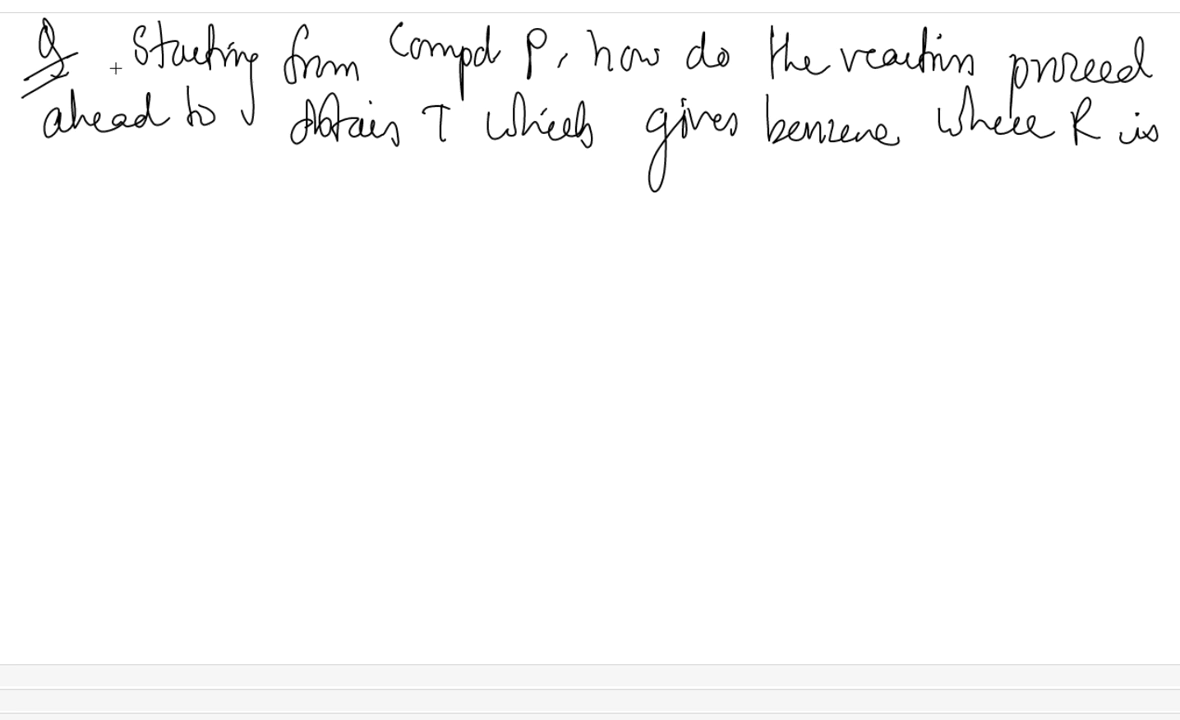 Q. Starting from Compd P, how do the reaction proceed
ahead to obtain T which gives benzene where R is